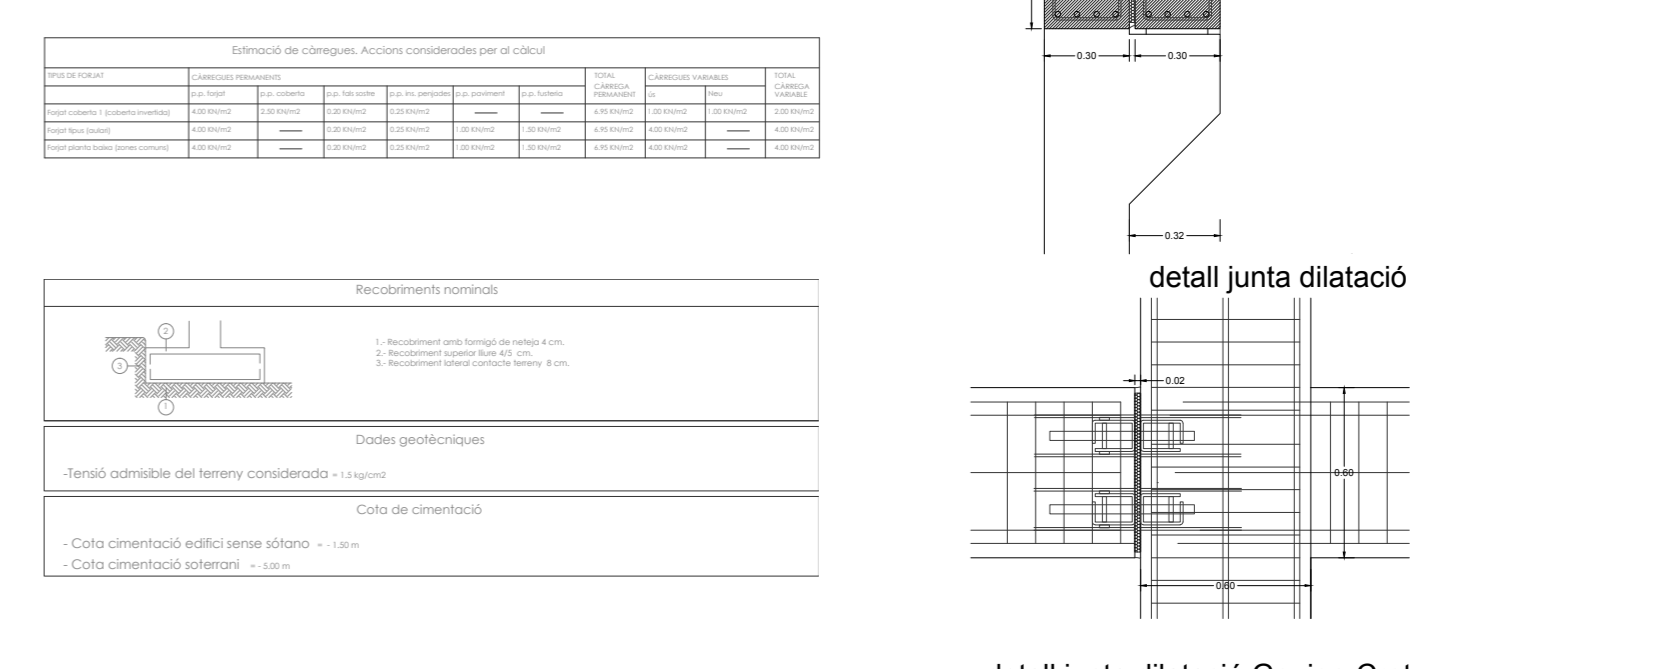 Estimació de càrregues. Accions considerades per al càlcul
TIPUS DE FORJAT CÀRREGUES PERMANENTS TOTAL CÀRREGA PERMANENT CÀRREGUES VARIABLES TOTAL CÀRREGA VARIABLE
p.p. forjat p.p. coberta p.p. fals sostre p.p. ins. penjades p.p. paviment p.p. fusteria ús Neu
Forjat coberta 1 (coberta invertida) 4.00 KN/m2 2.50 KN/m2 0.20 KN/m2 0.25 KN/m2 — — 6.95 KN/m2 1.00 KN/m2 1.00 KN/m2 2.00 KN/m2
Forjat tipus (aulari) 4.00 KN/m2 — 0.20 KN/m2 0.25 KN/m2 1.00 KN/m2 1.50 KN/m2 6.95 KN/m2 4.00 KN/m2 — 4.00 KN/m2
Forjat planta baixa (zones comuns) 4.00 KN/m2 — 0.20 KN/m2 0.25 KN/m2 1.00 KN/m2 1.50 KN/m2 6.95 KN/m2 4.00 KN/m2 — 4.00 KN/m2
Recobriments nominals
2
3
1
1.- Recobriment amb formigó de neteja 4 cm.
2.- Recobriment superior lliure 4/5 cm.
3.- Recobriment lateral contacte terreny 8 cm.
Dades geotècniques
-Tensió admisible del terreny considerada = 1.5 kg/cm2
Cota de cimentació
- Cota cimentació edifici sense sótano = - 1.50 m
- Cota cimentació soterrani = - 5.00 m
0.30 0.30
0.32
detall junta dilatació
0.02
0.60
0.60